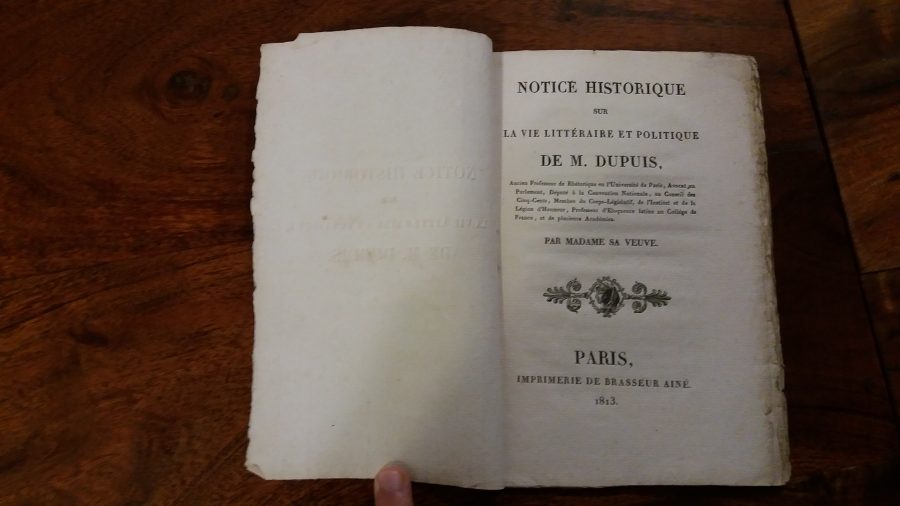 NOTICE HISTORIQUE
SUR
LA VIE LITTÉRAIRE ET POLITIQUE
DE M. DUPUIS,
Ancien Professeur de Rhétorique en l'Université de Paris, Avocat au
Parlement, Député à la Convention Nationale, au Conseil des
Cinq-Cents, Membre du Corps-Législatif, de l'Institut et de la
Légion d'Honneur, Professeur d'Eloquence latine au Collège de
France, et de plusieurs Académies.
PAR MADAME SA VEUVE.
PARIS,
IMPRIMERIE DE BRASSEUR AINÉ.
1813.